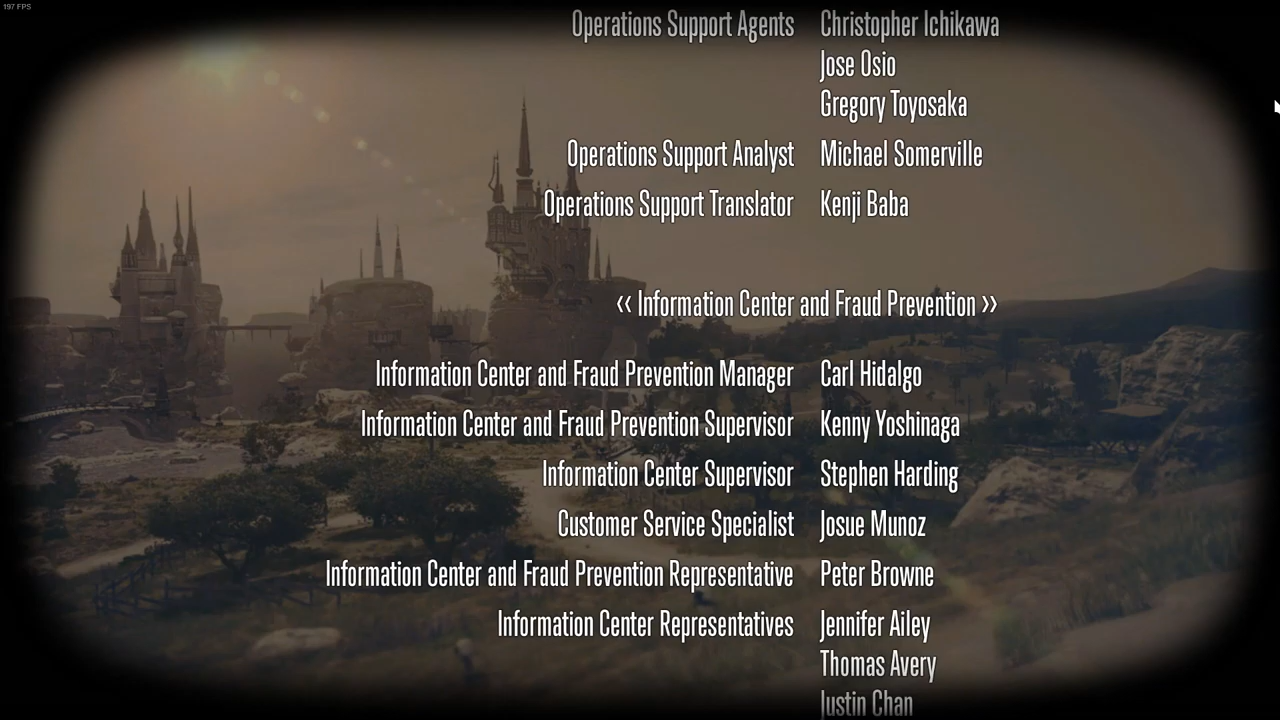 197 FPS
Operations Support Agents Christopher Ichikawa
Jose Osio
Gregory Toyosaka
Operations Support Analyst Michael Somerville
Operations Support Translator Kenji Baba
<< Information Center and Fraud Prevention >>
Information Center and Fraud Prevention Manager Carl Hidalgo
Information Center and Fraud Prevention Supervisor Kenny Yoshinaga
Information Center Supervisor Stephen Harding
Customer Service Specialist Josue Munoz
Information Center and Fraud Prevention Representative Peter Browne
Information Center Representatives Jennifer Ailey
Thomas Avery
Justin Chan